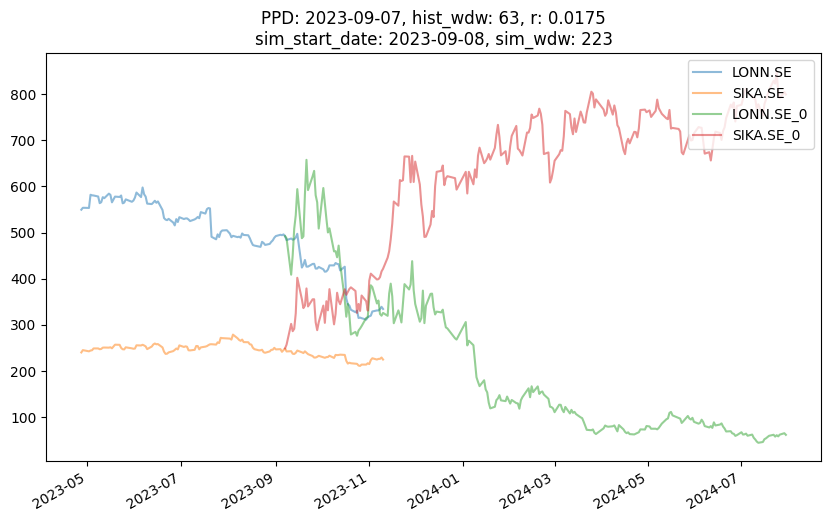 PPD: 2023-09-07, hist_wdw: 63, r: 0.0175
sim_start_date: 2023-09-08, sim_wdw: 223
LONN.SE
SIKA.SE
LONN.SE_0
SIKA.SE_0
800
700
600
500
400
300
200
100
2023-05
2023-07
2023-09
2023-11
2024-01
2024-03
2024-05
2024-07